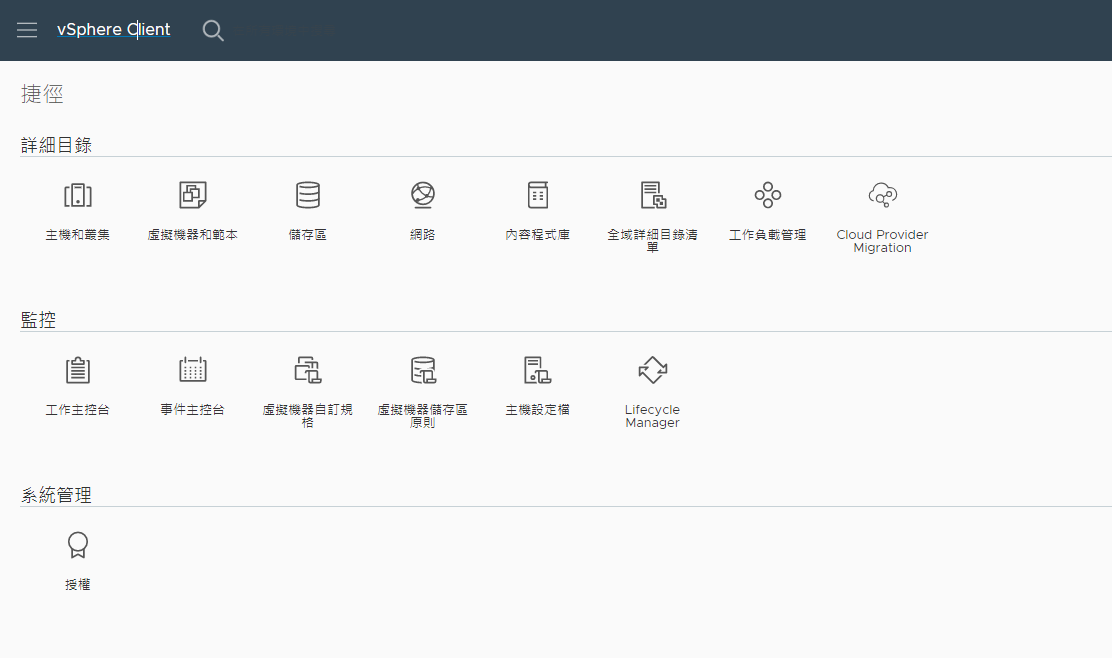 vSphere Client
捷徑
詳細目錄
主機和叢集
虛擬機器和範本
儲存區
網路
內容程式庫
全域詳細目錄清
單
工作負載管理
Cloud Provider
Migration
監控
工作主控台
事件主控台
虛擬機器自訂規
格
虛擬機器儲存區
原則
主機設定檔
Lifecycle
Manager
系統管理
授權